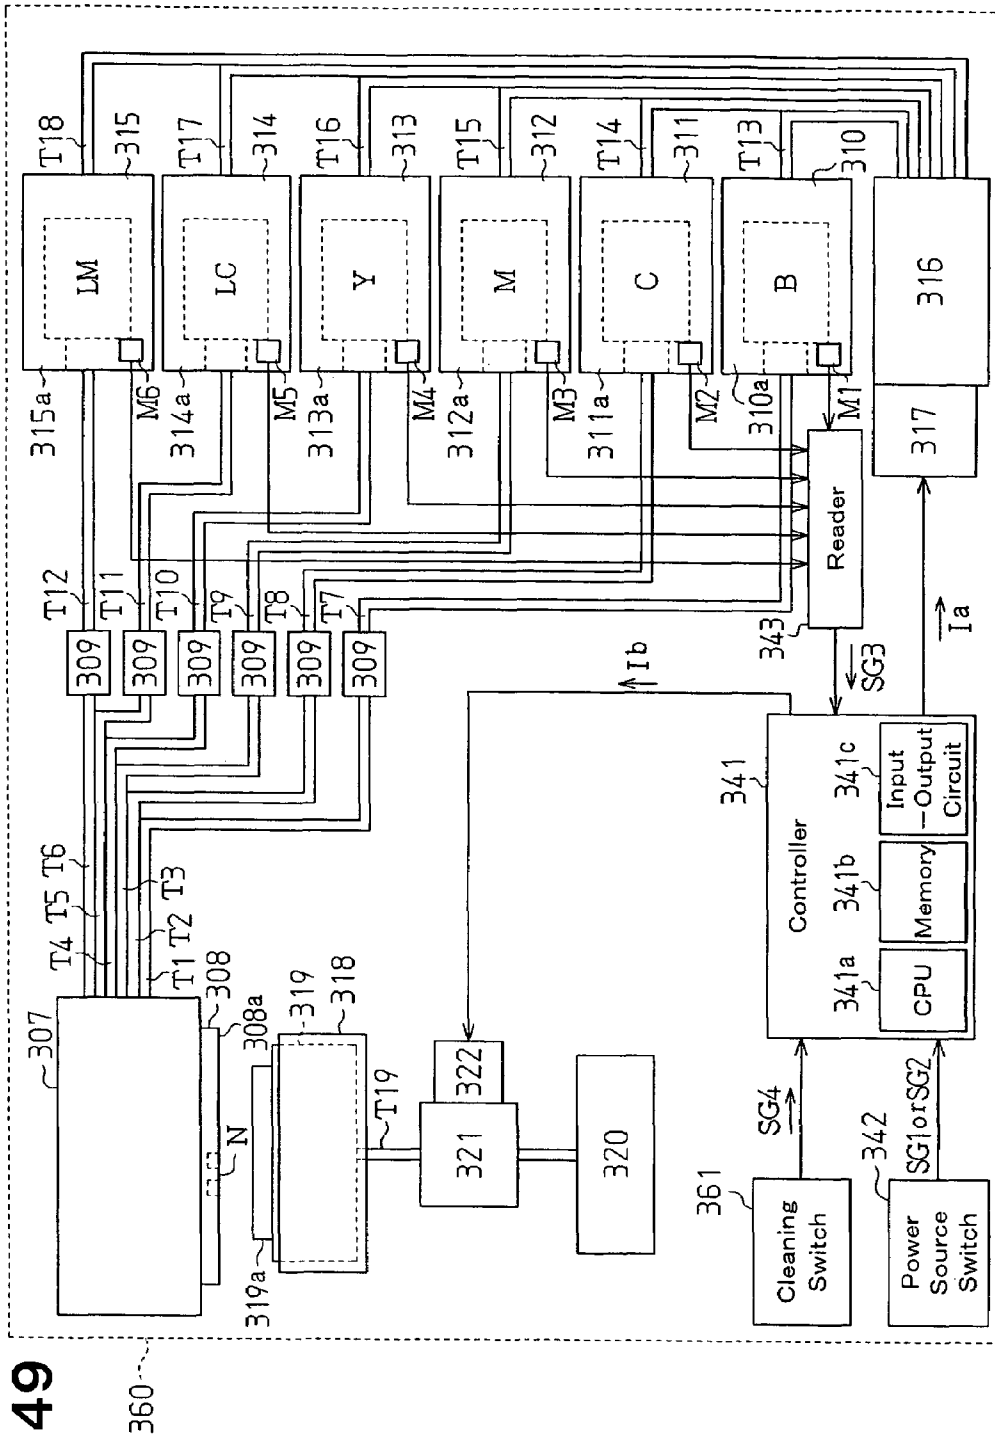 49
360
307
T1
T2
T3
T4
T5
T6
308
308a
N
319
318
319a
T19
322
321
320
T12
T11
T10
T9
T8
T7
309
309
309
309
309
309
315a
LM
M6
T18
315
314a
LC
M5
T17
314
313a
Y
M4
T16
313
312a
M
M3
T15
312
311a
C
M2
T14
311
310a
B
M1
T13
310
316
317
Reader
343
SG3
Ia
Ib
341
Controller
341a
CPU
341b
Memory
341c
Input
-Output
Circuit
SG4
361
Cleaning
Switch
SG1orSG2
342
Power
Source
Switch